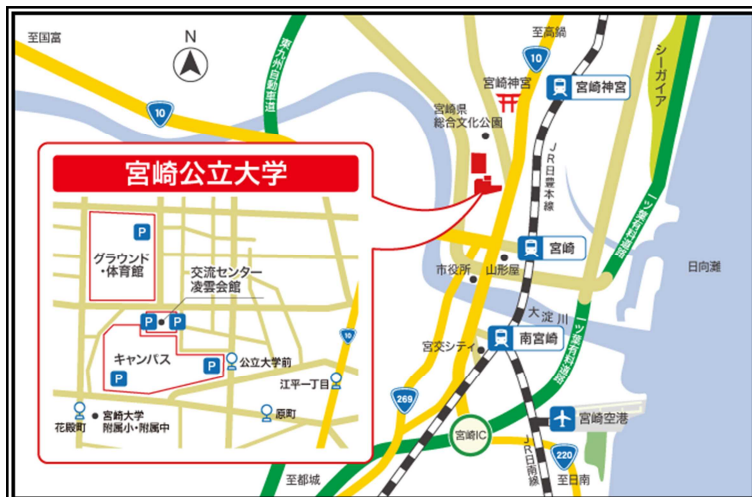 至国富
N
10
東九州自動車道
至高鍋
10
宮崎神宮
宮崎神宮
シーガイア
宮崎県
総合文化公園
JR日豊本線
一ツ葉有料道路
宮崎公立大学
P
グラウンド
・体育館
交流センター
凌雲会館
P
P
キャンパス
P
P
公立大学前
10
江平一丁目
原町
花殿町
宮崎大学
附属小・附属中
宮崎
市役所
山形屋
日向灘
大淀川
一ツ葉有料道路
南宮崎
宮交シティ
269
宮崎IC
宮崎空港
JR日南線
220
至都城
至日南